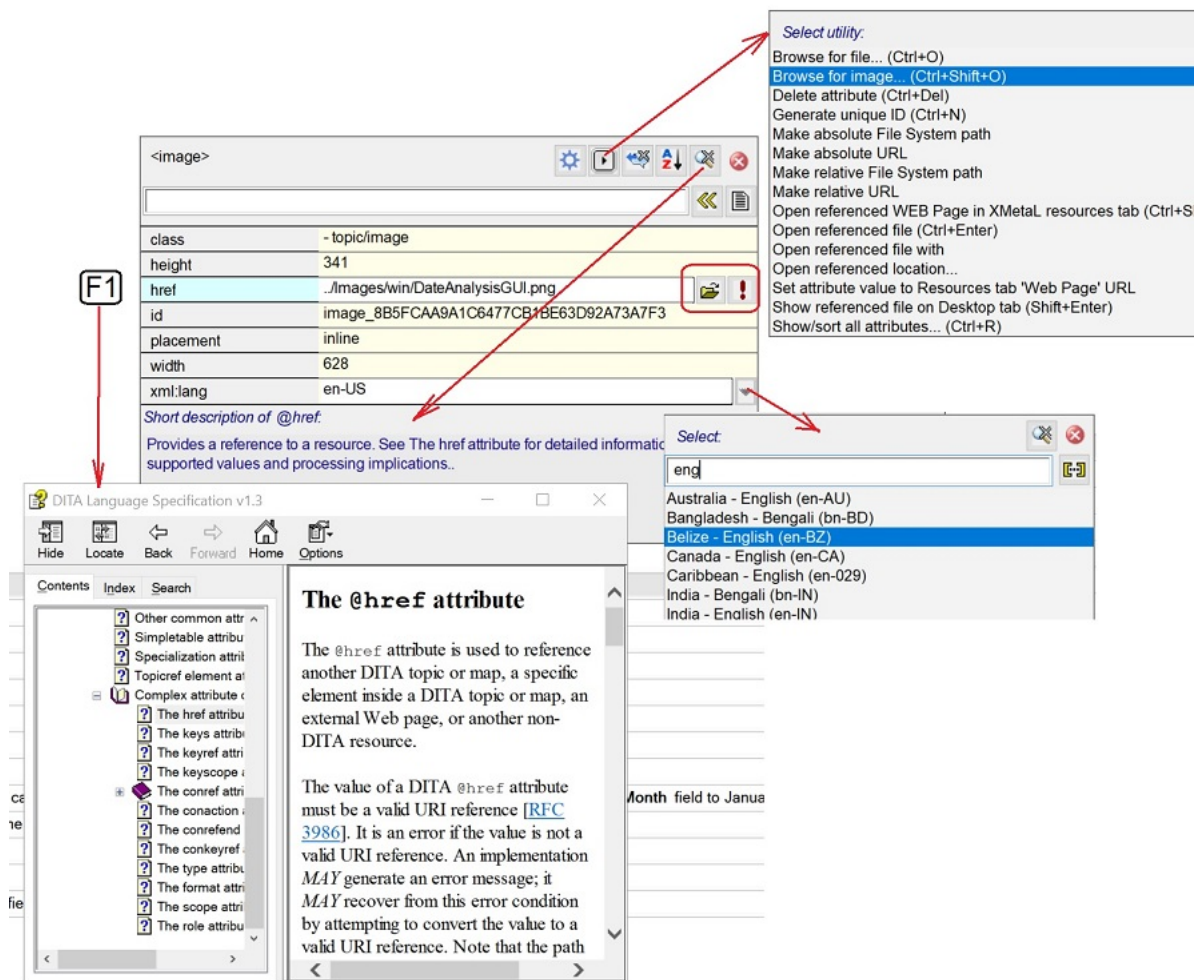 Select utility:
Browse for file... (Ctrl+O)
Browse for image... (Ctrl+Shift+O)
Delete attribute (Ctrl+Del)
Generate unique ID (Ctrl+N)
Make absolute File System path
Make absolute URL
Make relative File System path
Make relative URL
Open referenced WEB Page in XMetaL resources tab (Ctrl+S
Open referenced file (Ctrl+Enter)
Open referenced file with
Open referenced location...
Set attribute value to Resources tab 'Web Page' URL
Show referenced file on Desktop tab (Shift+Enter)
Show/sort all attributes... (Ctrl+R)
<image>
A
Z
class - topic/image
height 341
href ../Images/win/DateAnalysisGUI.png
id image_8B5FCAA9A1C6477CB1BE63D92A73A7F3
placement inline
width 628
xml:lang en-US
Short description of @href:
Provides a reference to a resource. See The href attribute for detailed informatic
supported values and processing implications..
F1
Select:
eng
Australia - English (en-AU)
Bangladesh - Bengali (bn-BD)
Belize - English (en-BZ)
Canada - English (en-CA)
Caribbean - English (en-029)
India - Bengali (bn-IN)
India - English (en-IN)
DITA Language Specification v1.3
Hide Locate Back Forward Home Options
Contents Index Search
Other common attr
Simpletable attribu
Specialization attrib
Topicref element at
Complex attribute d
The href attribu
The keys attribu
The keyref attri
The keyscope a
The conref attri
The conaction
The conrefend
The conkeyref
The type attribu
The format attri
The scope attri
The role attribu
The @href attribute
The @href attribute is used to reference
another DITA topic or map, a specific
element inside a DITA topic or map, an
external Web page, or another non-
DITA resource.
The value of a DITA @href attribute
must be a valid URI reference [RFC
3986]. It is an error if the value is not a
valid URI reference. An implementation
MAY generate an error message; it
MAY recover from this error condition
by attempting to convert the value to a
valid URI reference. Note that the path
ca
Month field to Janua
ne
fie